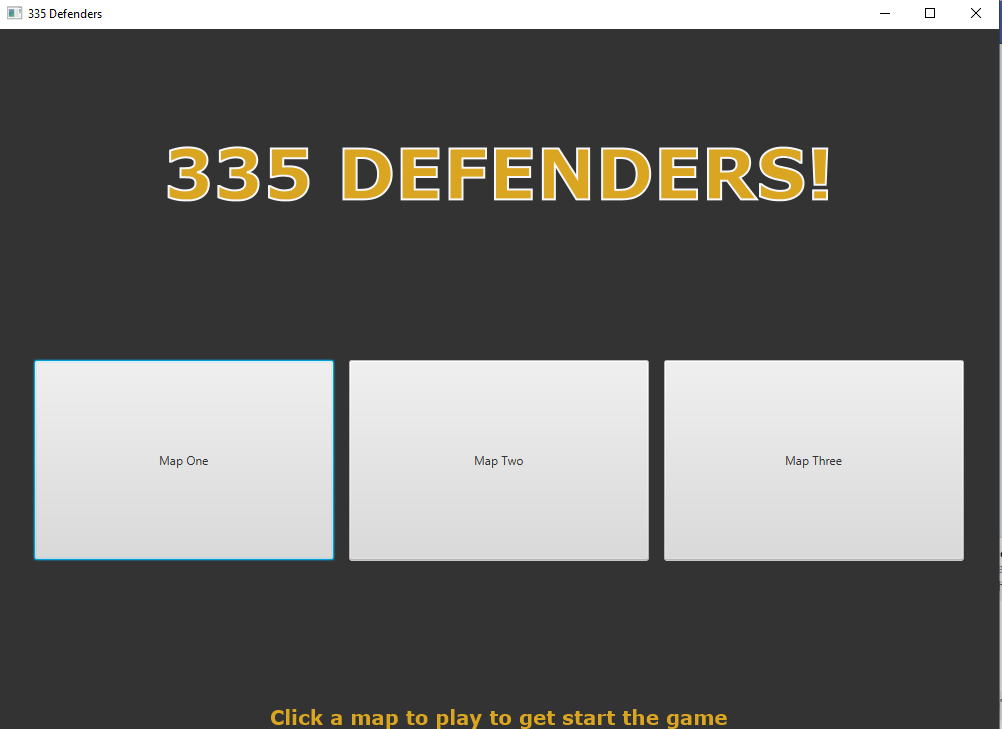 335 Defenders
335 DEFENDERS!
Map One
Map Two
Map Three
Click a map to play to get start the game